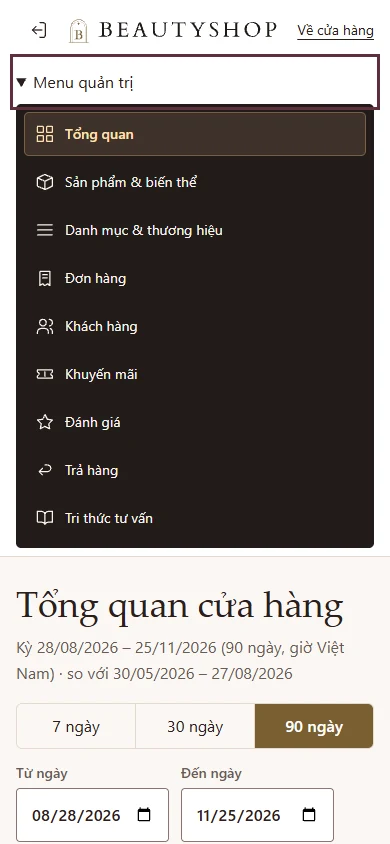 B
BEAUTYSHOP
Về cửa hàng
▼ Menu quản trị
Tổng quan
Sản phẩm & biến thể
Danh mục & thương hiệu
Đơn hàng
Khách hàng
Khuyến mãi
Đánh giá
Trả hàng
Tri thức tư vấn
Tổng quan cửa hàng
Kỳ 28/08/2026 – 25/11/2026 (90 ngày, giờ Việt
Nam) · so với 30/05/2026 – 27/08/2026
7 ngày
30 ngày
90 ngày
Từ ngày
Đến ngày
08/28/2026
11/25/2026